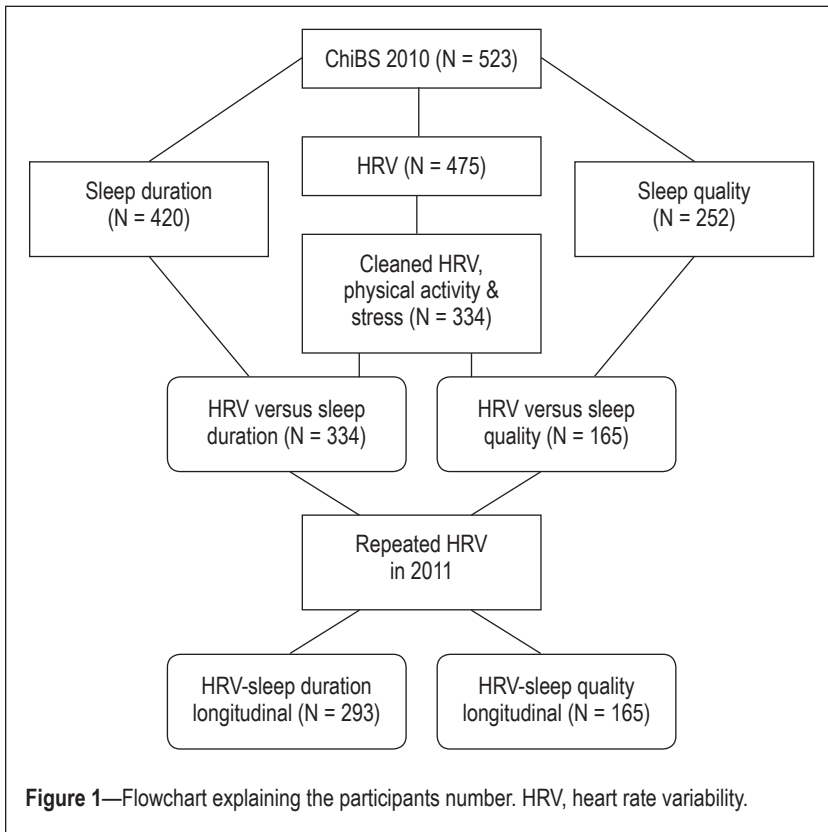 ChiBS 2010 (N = 523)
HRV (N = 475)
Sleep duration
(N = 420)
Sleep quality
(N = 252)
Cleaned HRV,
physical activity &
stress (N = 334)
HRV versus sleep
duration (N = 334)
HRV versus sleep
quality (N = 165)
Repeated HRV
in 2011
HRV-sleep duration
longitudinal (N = 293)
HRV-sleep quality
longitudinal (N = 165)
Figure 1—Flowchart explaining the participants number. HRV, heart rate variability.